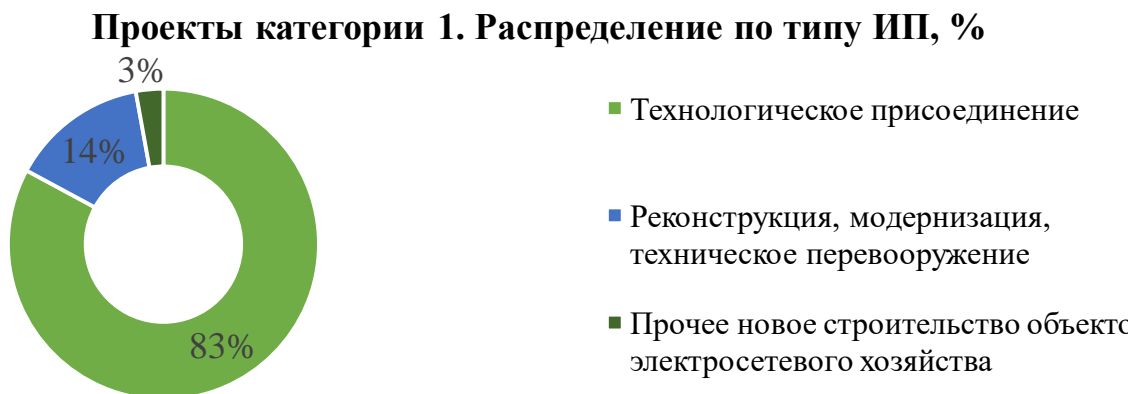 Проекты категории 1. Распределение по типу ИП, %
3%
14%
83%
Технологическое присоединение
Реконструкция, модернизация,
техническое перевооружение
Прочее новое строительство объекто
электросетевого хозяйства